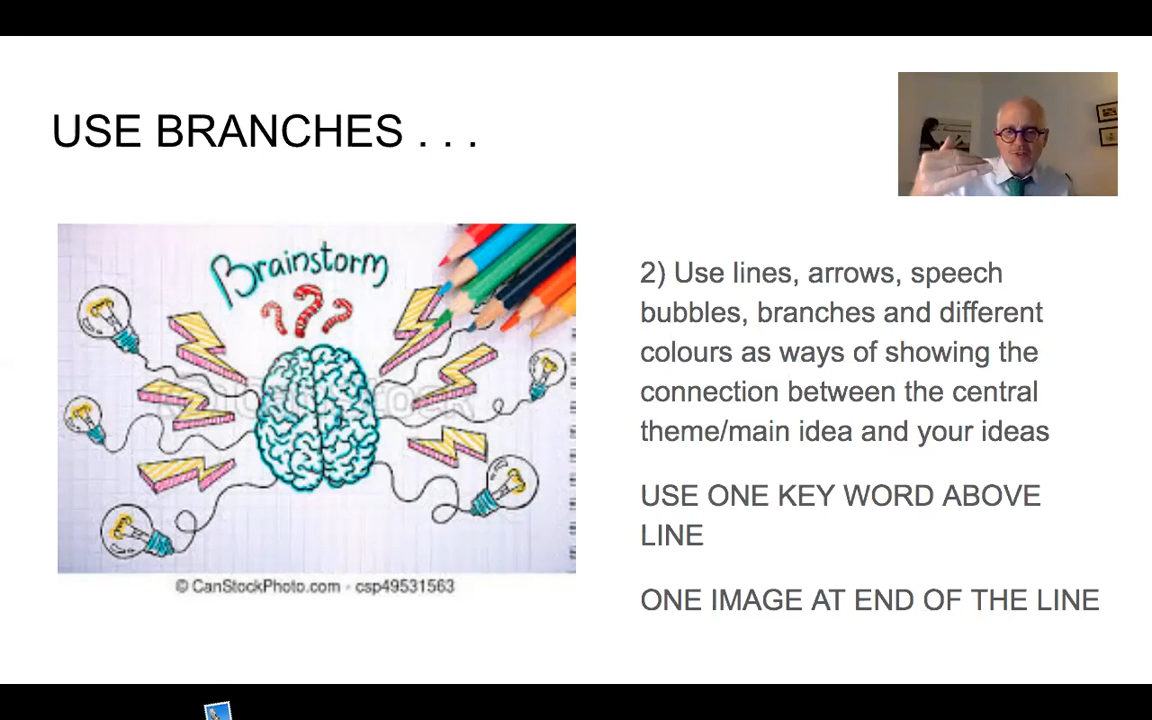 USE BRANCHES . . .
Brainstorm
???
2) Use lines, arrows, speech
bubbles, branches and different
colours as ways of showing the
connection between the central
theme/main idea and your ideas
USE ONE KEY WORD ABOVE
LINE
ONE IMAGE AT END OF THE LINE
© CanStockPhoto.com - csp49531563